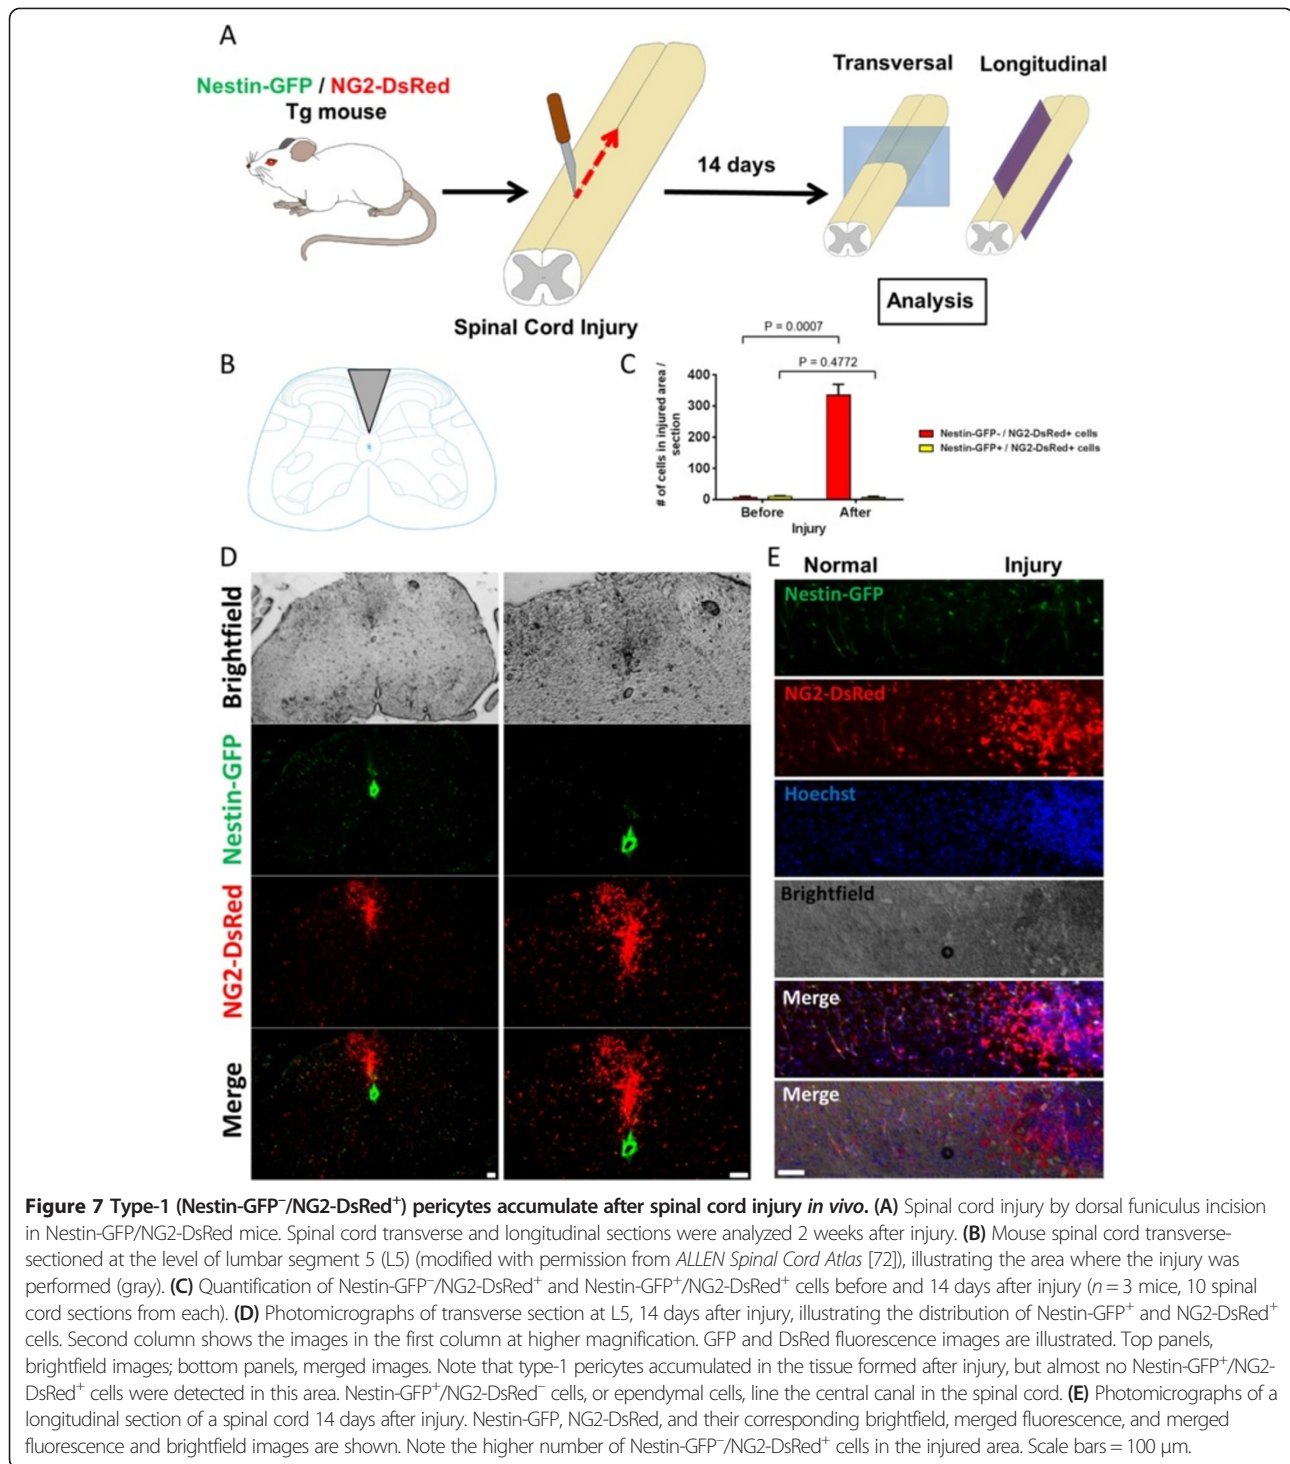 A
Nestin-GFP / NG2-DsRed
Tg mouse
Spinal Cord Injury
14 days
Transversal
Longitudinal
Analysis
B
C
P = 0.0007
P = 0.4772
# of cells in injured area /
section
400
300
200
100
0
Before
After
Injury
Nestin-GFP- / NG2-DsRed+ cells
Nestin-GFP+ / NG2-DsRed+ cells
D
Brightfield
Nestin-GFP
NG2-DsRed
Merge
E
Normal
Injury
Nestin-GFP
NG2-DsRed
Hoechst
Brightfield
Merge
Merge
Figure 7 Type-1 (Nestin-GFP⁻/NG2-DsRed⁺) pericytes accumulate after spinal cord injury in vivo. (A) Spinal cord injury by dorsal funiculus incision
in Nestin-GFP/NG2-DsRed mice. Spinal cord transverse and longitudinal sections were analyzed 2 weeks after injury. (B) Mouse spinal cord transverse-
sectioned at the level of lumbar segment 5 (L5) (modified with permission from ALLEN Spinal Cord Atlas [72]), illustrating the area where the injury was
performed (gray). (C) Quantification of Nestin-GFP⁻/NG2-DsRed⁺ and Nestin-GFP⁺/NG2-DsRed⁺ cells before and 14 days after injury (n = 3 mice, 10 spinal
cord sections from each). (D) Photomicrographs of transverse section at L5, 14 days after injury, illustrating the distribution of Nestin-GFP⁺ and NG2-DsRed⁺
cells. Second column shows the images in the first column at higher magnification. GFP and DsRed fluorescence images are illustrated. Top panels,
brightfield images; bottom panels, merged images. Note that type-1 pericytes accumulated in the tissue formed after injury, but almost no Nestin-GFP⁺/NG2-
DsRed⁺ cells were detected in this area. Nestin-GFP⁺/NG2-DsRed⁻ cells, or ependymal cells, line the central canal in the spinal cord. (E) Photomicrographs of a
longitudinal section of a spinal cord 14 days after injury. Nestin-GFP, NG2-DsRed, and their corresponding brightfield, merged fluorescence, and merged
fluorescence and brightfield images are shown. Note the higher number of Nestin-GFP⁻/NG2-DsRed⁺ cells in the injured area. Scale bars = 100 μm.